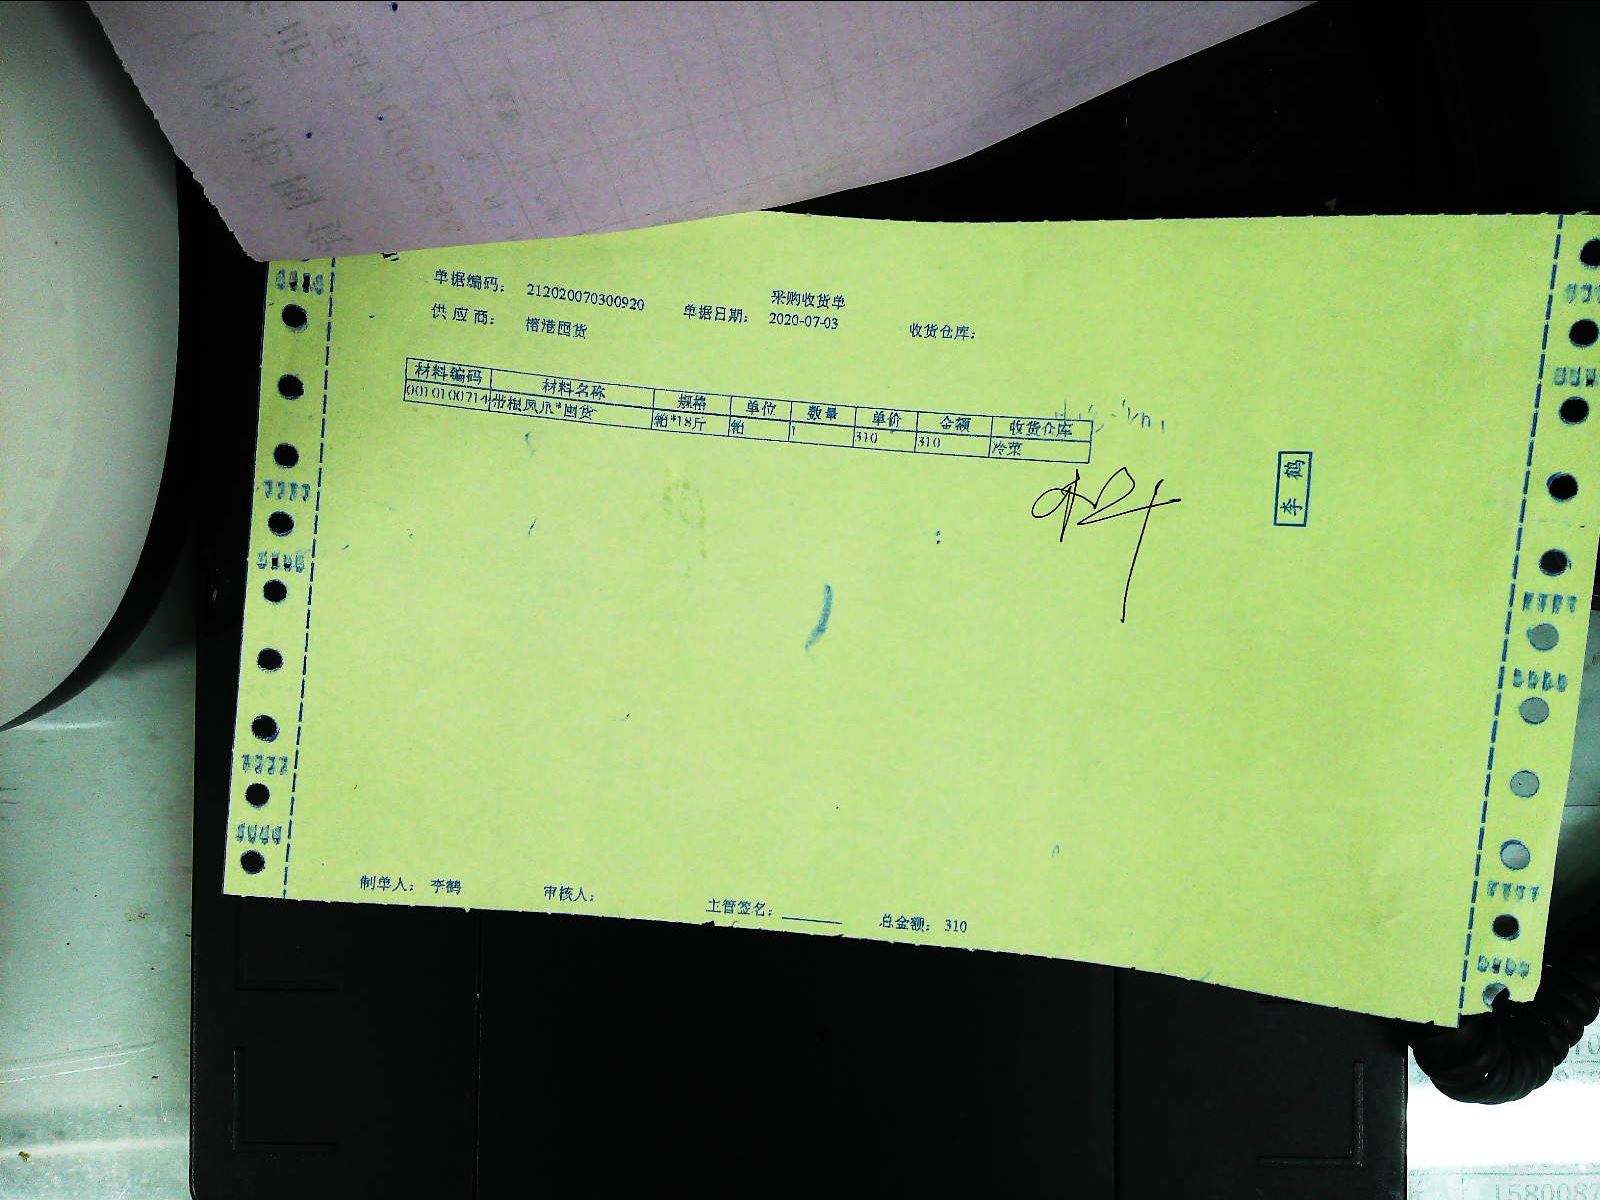 采购收货单
单据编码： 212020070300920 单据日期： 2020-07-03 收货仓库：
供应商： 榙港囤货
材料编码 材料名称 规格 单位 数量 单价 金额 收货仓库
0010100714 带根凤爪*囤货 箱*18斤 箱 1 310 310 冷菜
李鹤
制单人： 李鹤 审核人： 主管签名： 总金额： 310